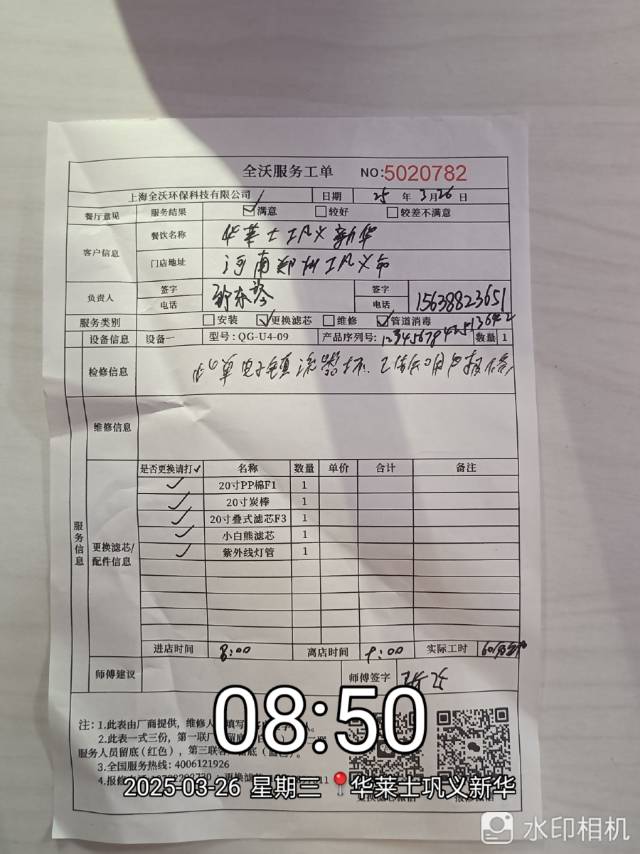 全沃服务工单 NO:5020782
上海全沃环保科技有限公司 日期 25 年 3月26 日
餐厅意见 服务结果 满意 较好 较差不满意
客户信息 餐饮名称 华莱士巩义新华
门店地址 河南郑州巩义市
负责人 签字 签字
电话 电话 15638823651
服务类别 安装 更换滤芯 维修 管道消毒
设备信息 设备一 型号:QG-U4-09 产品序列号: 数量 1
检修信息
维修信息
服务信息
更换滤芯/配件信息
是否更换请打✓ 名称 数量 单价 合计 备注
✓ 20寸PP棉F1 1
✓ 20寸炭棒 1
✓ 20寸叠式滤芯F3 1
✓ 小白熊滤芯 1
✓ 紫外线灯管 1
进店时间 8:00 离店时间 9:00 实际工时 60分钟
师傅建议 师傅签字
注: 1.此表由厂商提供，维修人 填写
2.此表一式三份，第一联
服务人员留底(红色)，第三联客
3.全国服务热线: 4006121926
4.报修 更换滤
08:50
2025-03-26 星期三 华莱士巩义新华
水印相机